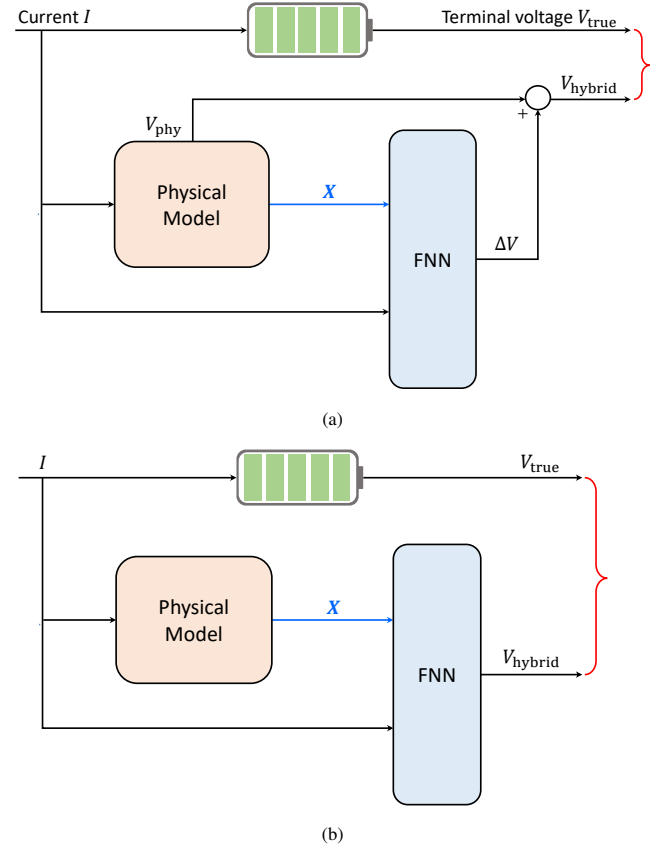 Current I
Terminal voltage V_true
V_hybrid
+
V_phy
Physical
Model
X
FNN
ΔV
(a)
I
V_true
Physical
Model
X
FNN
V_hybrid
(b)